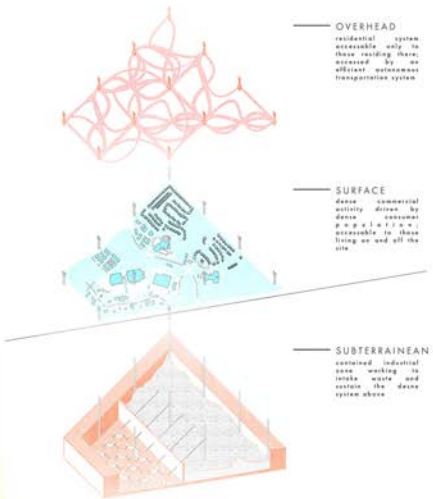 OVERHEAD
residential system
accessable only to
those residing there;
accessed by an
efficient autonomous
transportation system
SURFACE
dense commercial
activity driven by
dense consumer
population;
accessable to those
living on and off the
site
SUBTERRAINEAN
contained industrial
zone working to
intake waste and
sustain the dense
system above